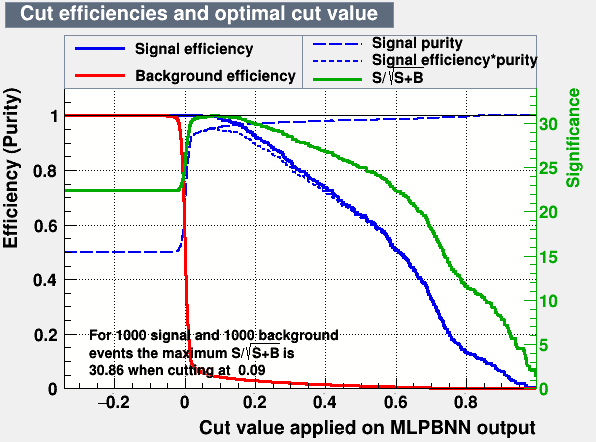 Cut efficiencies and optimal cut value
Signal efficiency
Background efficiency
Signal purity
Signal efficiency*purity
S/√S+B
Efficiency (Purity)
1
0.8
0.6
0.4
0.2
0
For 1000 signal and 1000 background
events the maximum S/√S+B is
30.86 when cutting at 0.09
30
25
20
15
10
5
0
Significance
−0.2 0 0.2 0.4 0.6 0.8
Cut value applied on MLPBNN output